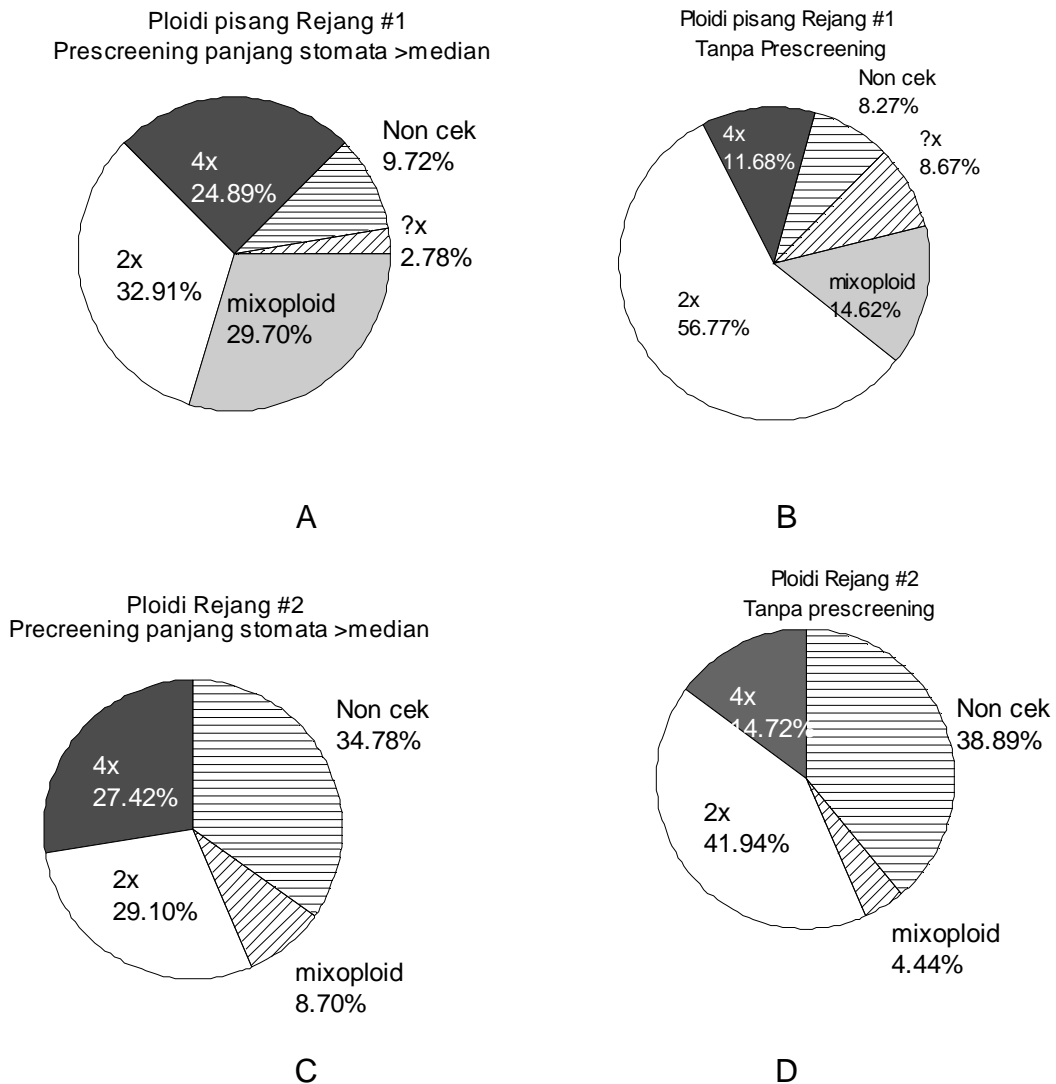 Ploidi pisang Rejang #1
Prescreening panjang stomata >median
Non cek
9.72%
4x
24.89%
?x
2.78%
2x
32.91%
mixoploid
29.70%
A
Ploidi pisang Rejang #1
Tanpa Prescreening
Non cek
8.27%
4x
11.68%
?x
8.67%
mixoploid
14.62%
2x
56.77%
B
Ploidi Rejang #2
Precreening panjang stomata >median
Non cek
34.78%
4x
27.42%
2x
29.10%
mixoploid
8.70%
C
Ploidi Rejang #2
Tanpa prescreening
4x
14.72%
Non cek
38.89%
2x
41.94%
mixoploid
4.44%
D